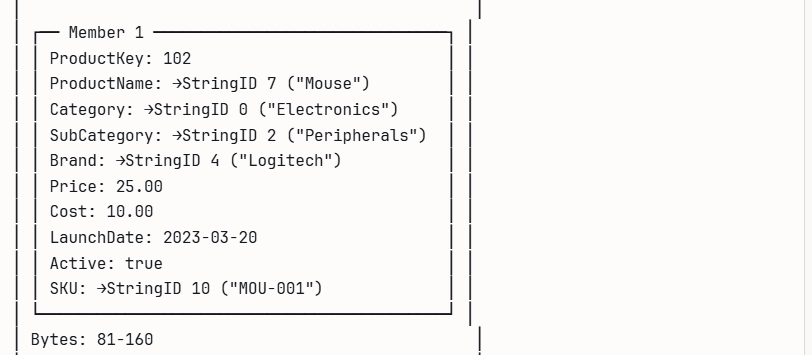 Member 1
ProductKey: 102
ProductName: →StringID 7 ("Mouse")
Category: →StringID 0 ("Electronics")
SubCategory: →StringID 2 ("Peripherals")
Brand: →StringID 4 ("Logitech")
Price: 25.00
Cost: 10.00
LaunchDate: 2023-03-20
Active: true
SKU: →StringID 10 ("MOU-001")
Bytes: 81-160